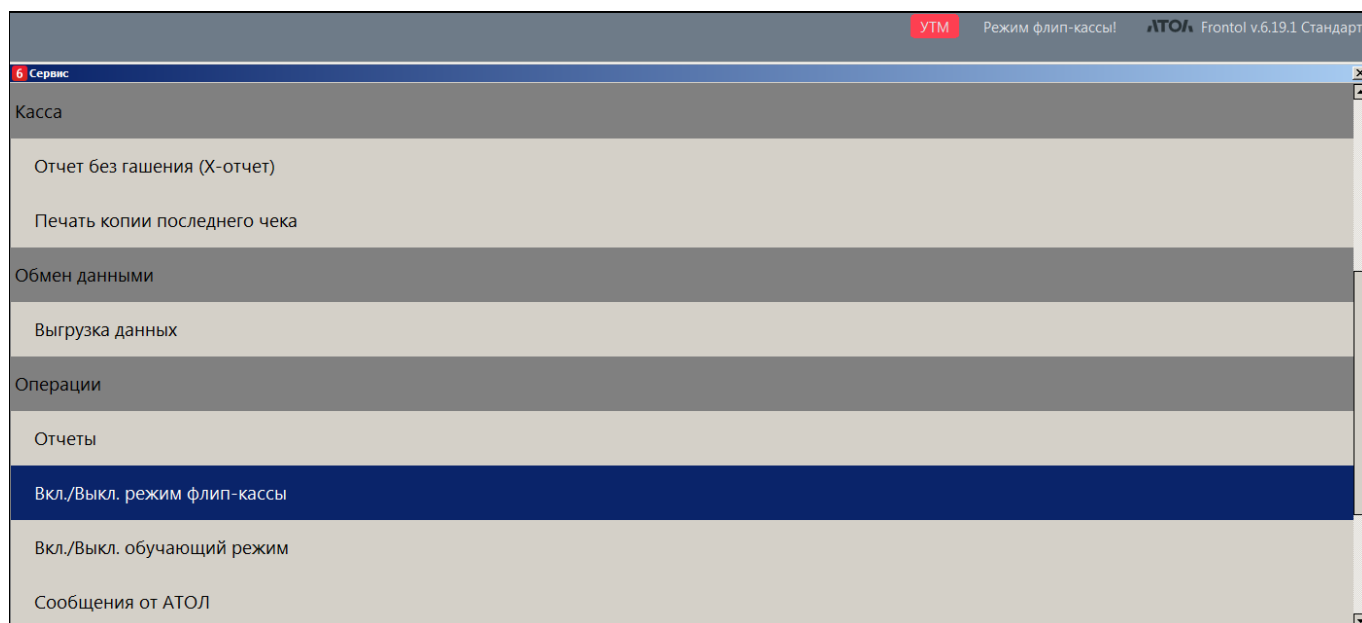 УТМ Режим флип-кассы! АТОЛ Frontol v.6.19.1 Стандарт
6 Сервис
Касса
Отчет без гашения (X-отчет)
Печать копии последнего чека
Обмен данными
Выгрузка данных
Операции
Отчеты
Вкл./Выкл. режим флип-кассы
Вкл./Выкл. обучающий режим
Сообщения от АТОЛ